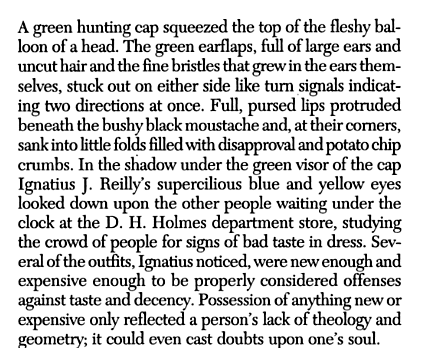 A green hunting cap squeezed the top of the fleshy bal-
loon of a head. The green earflaps, full of large ears and
uncut hair and the fine bristles that grew in the ears them-
selves, stuck out on either side like turn signals indicat-
ing two directions at once. Full, pursed lips protruded
beneath the bushy black moustache and, at their corners,
sank into little folds filled with disapproval and potato chip
crumbs. In the shadow under the green visor of the cap
Ignatius J. Reilly's supercilious blue and yellow eyes
looked down upon the other people waiting under the
clock at the D. H. Holmes department store, studying
the crowd of people for signs of bad taste in dress. Sev-
eral of the outfits, Ignatius noticed, were new enough and
expensive enough to be properly considered offenses
against taste and decency. Possession of anything new or
expensive only reflected a person's lack of theology and
geometry; it could even cast doubts upon one's soul.